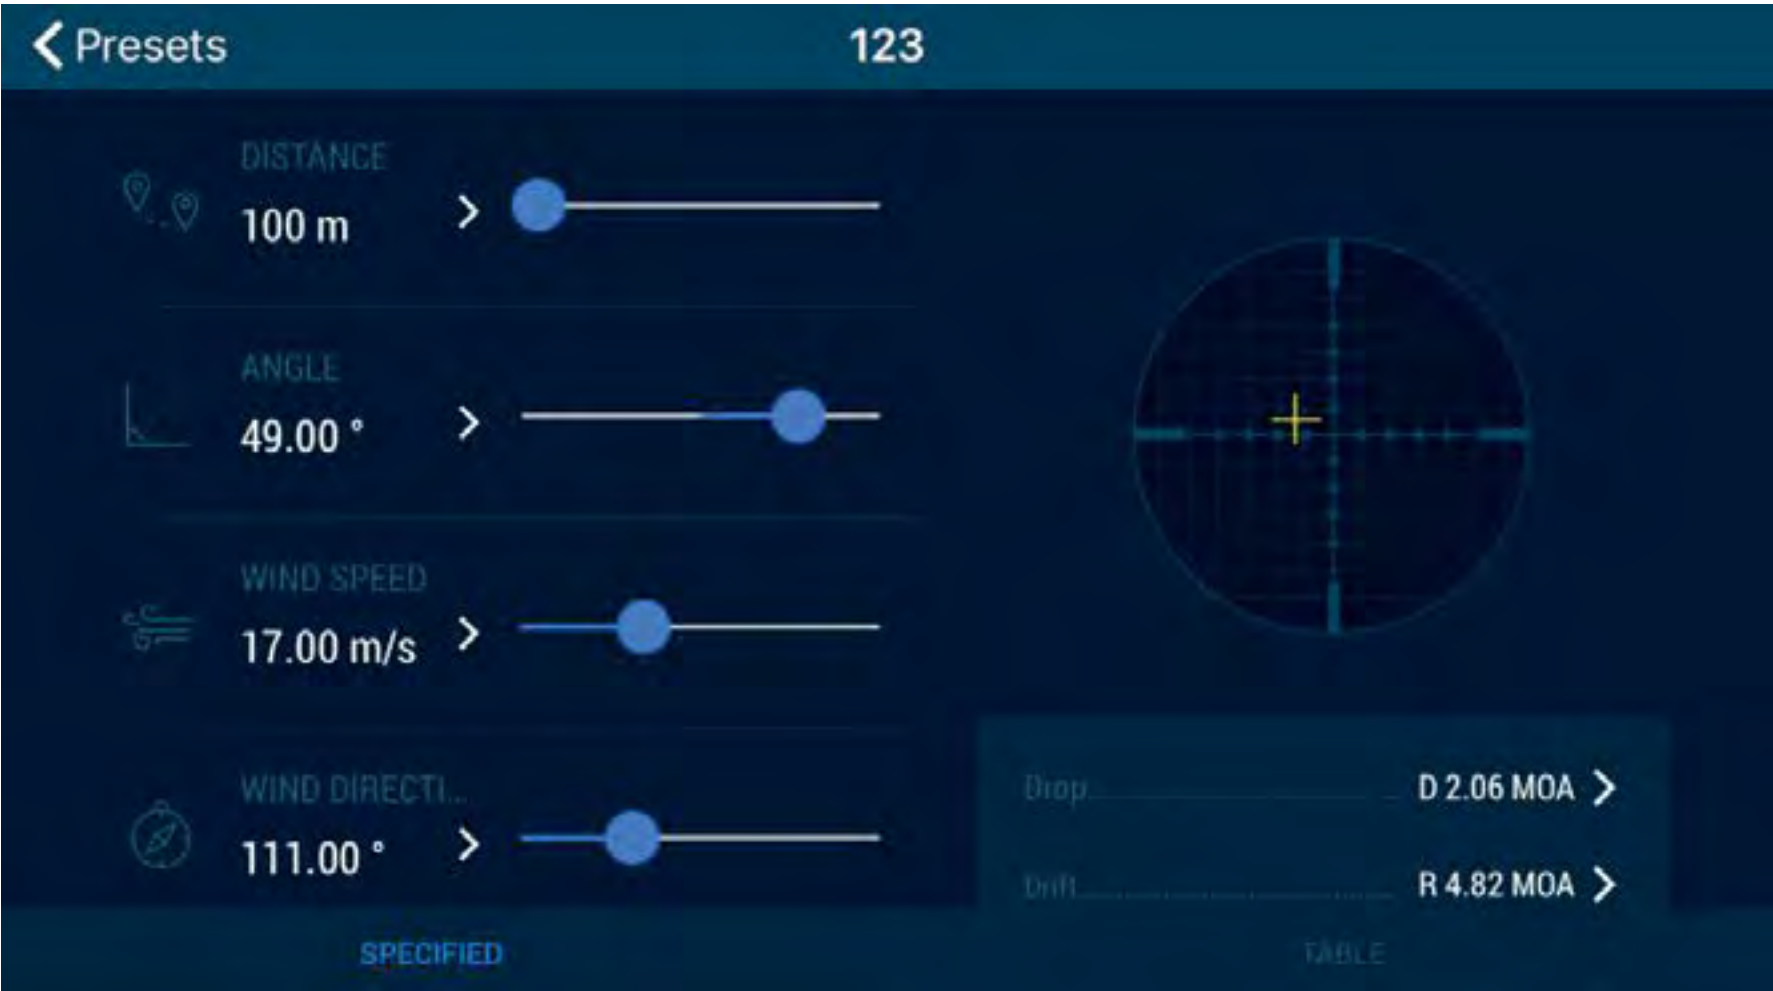 Presets
123
DISTANCE
100 m
ANGLE
49.00 °
WIND SPEED
17.00 m/s
WIND DIRECTI...
111.00 °
Drop
D 2.06 MOA
Drift
R 4.82 MOA
SPECIFIED
TABLE